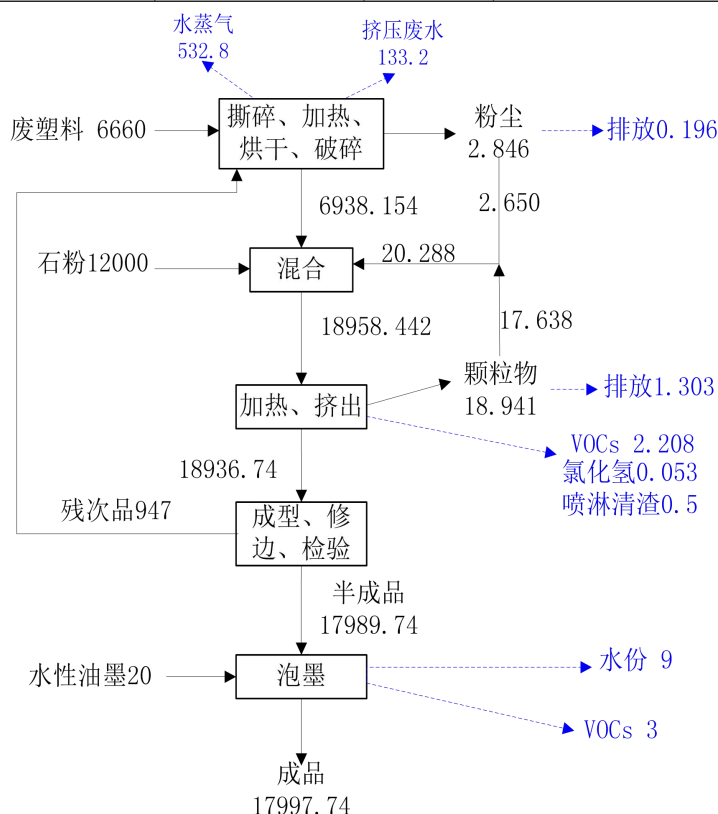 水蒸气
532.8
挤压废水
133.2
废塑料 6660
撕碎、加热、
烘干、破碎
粉尘
2.846
排放0.196
6938.154
2.650
石粉12000
混合
20.288
18958.442
17.638
加热、挤出
颗粒物
18.941
排放1.303
VOCs 2.208
氯化氢0.053
喷淋清渣0.5
18936.74
残次品947
成型、修
边、检验
半成品
17989.74
水性油墨20
泡墨
水份 9
VOCs 3
成品
17997.74